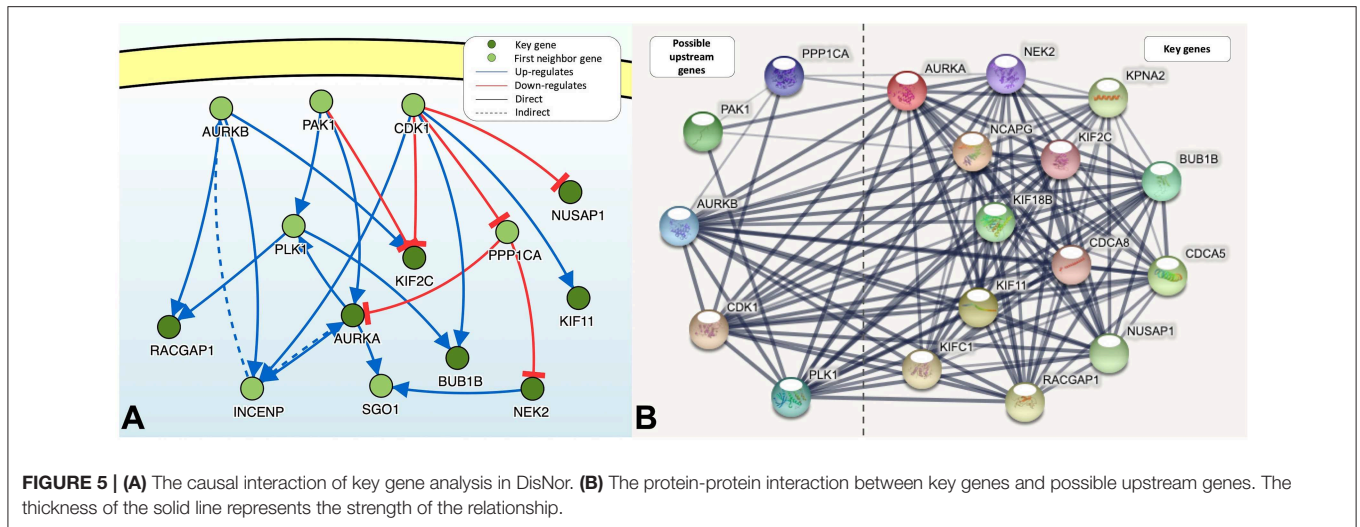 Key gene
First neighbor gene
Up-regulates
Down-regulates
Direct
Indirect
AURKB
PAK1
CDK1
NUSAP1
PLK1
PPP1CA
KIF2C
KIF11
RACGAP1
AURKA
BUB1B
INCENP
SGO1
NEK2
A
Possible
upstream
genes
Key genes
PPP1CA
NEK2
AURKA
KPNA2
PAK1
NCAPG
KIF2C
BUB1B
AURKB
KIF18B
CDCA8
CDCA5
KIF11
CDK1
NUSAP1
KIFC1
PLK1
RACGAP1
B
FIGURE 5 | (A) The causal interaction of key gene analysis in DisNor. (B) The protein-protein interaction between key genes and possible upstream genes. The
thickness of the solid line represents the strength of the relationship.